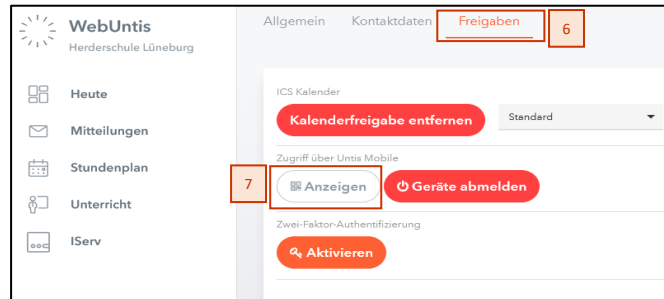 WebUntis
Herderschule Lüneburg
Heute
Mitteilungen
Stundenplan
Unterricht
IServ
Allgemein Kontaktdaten Freigaben 6
ICS Kalender
Kalenderfreigabe entfernen Standard
Zugriff über Untis Mobile
7 Anzeigen Geräte abmelden
Zwei-Faktor-Authentifizierung
Aktivieren